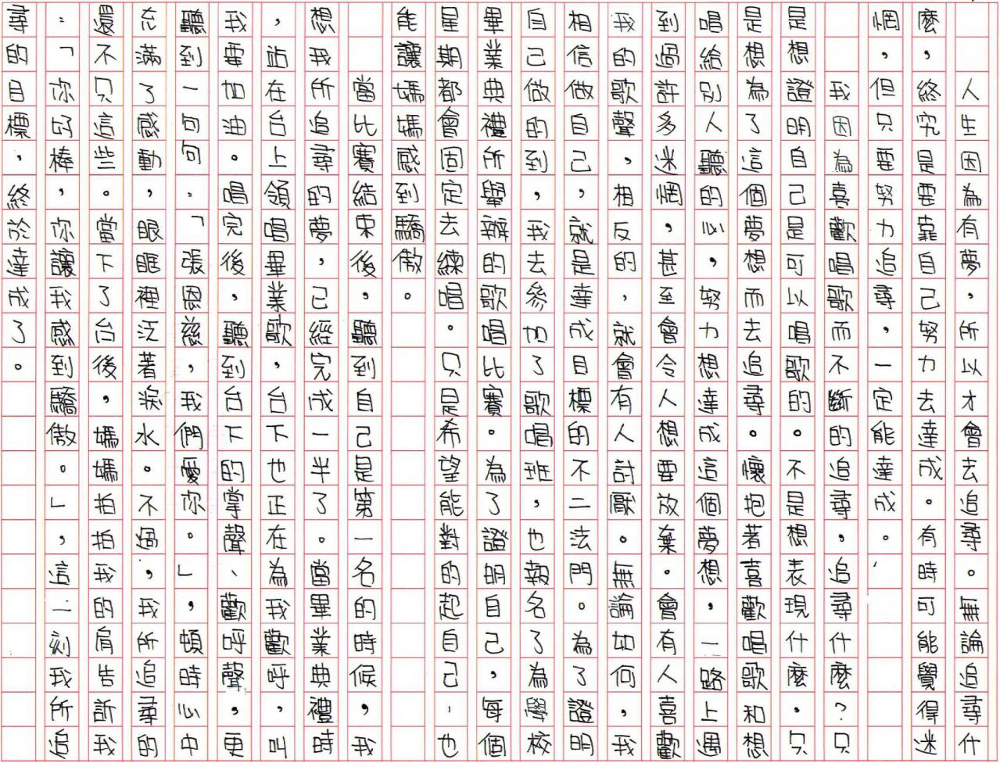 人生因為有夢,所以才會去追尋。無論追尋什
麼,終究是要靠自己努力去達成。有時可能覺得迷
惘,但只要努力追尋,一定能達成。
我因為喜歡唱歌而不斷的追尋。追尋什麼?只
是想證明自己是可以唱歌的。不是想表現什麼,只
是想為了這個夢想而去追尋。懷抱著喜歡唱歌和想
唱給別人聽的心,努力想達成這個夢想,一路上遇
到過許多迷惘,甚至會令人想要放棄。會有人喜歡
我的歌聲,相反的,就會有人討厭。無論如何,我
相信做自己,就是達成目標的不二法門。為了證明
自己做的到,我去參加了歌唱班,也報名了為學校
畢業典禮所舉辦的歌唱比賽。為了證明自己,每個
星期都會固定去練唱。只是希望能對的起自己,也
能讓媽媽感到驕傲。
當比賽結束後,聽到自己是第一名的時候,我
想我所追尋的夢,已經完成一半了。當畢業典禮時
,站在台上領唱畢業歌,台下也正在為我歡呼,叫
我要加油。唱完後,聽到台下的掌聲、歡呼聲,更
聽到一句句:「張恩慈,我們愛你。」,頓時心中
充滿了感動,眼眶裡泛著淚水。不過,我所追尋的
還不只這些。當下了台後,媽媽拍拍我的肩告訴我
:「你好棒,你讓我感到驕傲。」,這一刻我所追
尋的目標,終於達成了。